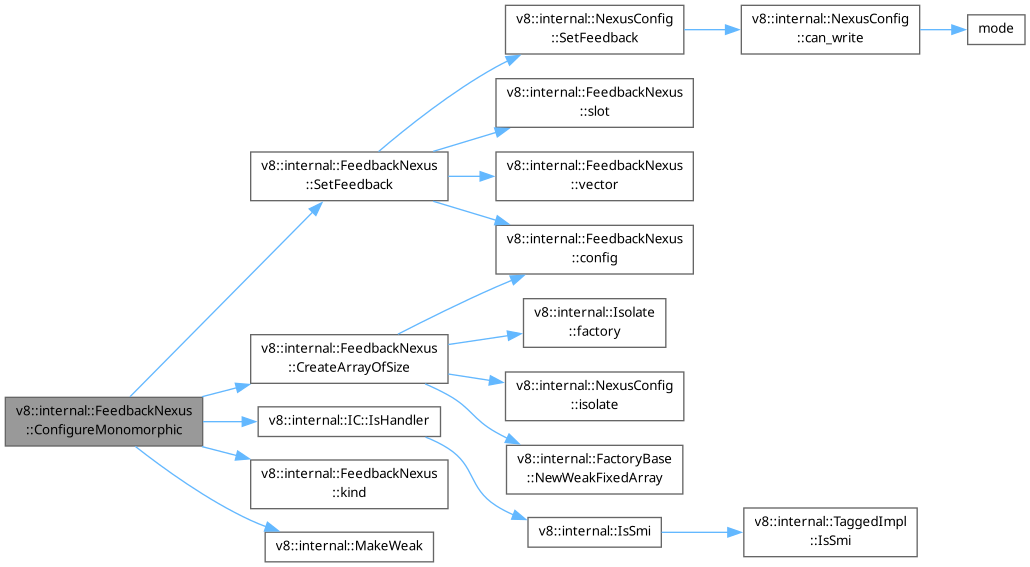 v8::internal::NexusConfig
::SetFeedback
v8::internal::NexusConfig
::can_write
mode
v8::internal::FeedbackNexus
::slot
v8::internal::FeedbackNexus
::SetFeedback
v8::internal::FeedbackNexus
::vector
v8::internal::FeedbackNexus
::config
v8::internal::Isolate
::factory
v8::internal::FeedbackNexus
::CreateArrayOfSize
v8::internal::NexusConfig
::isolate
v8::internal::FeedbackNexus
::ConfigureMonomorphic
v8::internal::IC::IsHandler
v8::internal::FactoryBase
::NewWeakFixedArray
v8::internal::FeedbackNexus
::kind
v8::internal::IsSmi
v8::internal::TaggedImpl
::IsSmi
v8::internal::MakeWeak